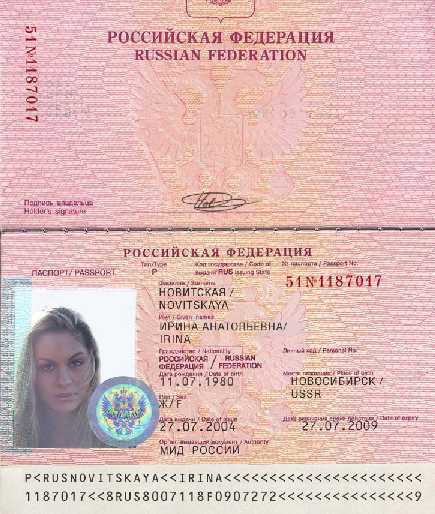 51№1187017
РОССИЙСКАЯ ФЕДЕРАЦИЯ
RUSSIAN FEDERATION
Подпись владельца
Holder's signature
РОССИЙСКАЯ ФЕДЕРАЦИЯ
ПАСПОРТ/ PASSPORT
Тип/Type
P
Код государства / Code of
issuing State
RUS
№ паспорта / Passport No.
51№1187017
Фамилия / Surname
НОВИТСКАЯ /
NOVITSKAYA
Имя / Given names
ИРИНА АНАТОЛЬЕВНА/
IRINA
Гражданство / Nationality
РОССИЙСКАЯ / RUSSIAN
ФЕДЕРАЦИЯ / FEDERATION
Личный код / Personal No.
Дата рождения / Date of birth
11.07.1980
Место рождения / Place of birth
НОВОСИБИРСК /
USSR
Пол / Sex
Ж/F
Дата выдачи / Date of issue
27.07.2004
Дата окончания срока действия / Date of expiry
27.07.2009
Орган, выдавший документ / Authority
МИД РОССИИ
P<RUSNOVITSKAYA<<IRINA<<<<<<<<<<<<<<<<<<<<<<
1187017<<8RUS8007118F0907272<<<<<<<<<<<<<<<9